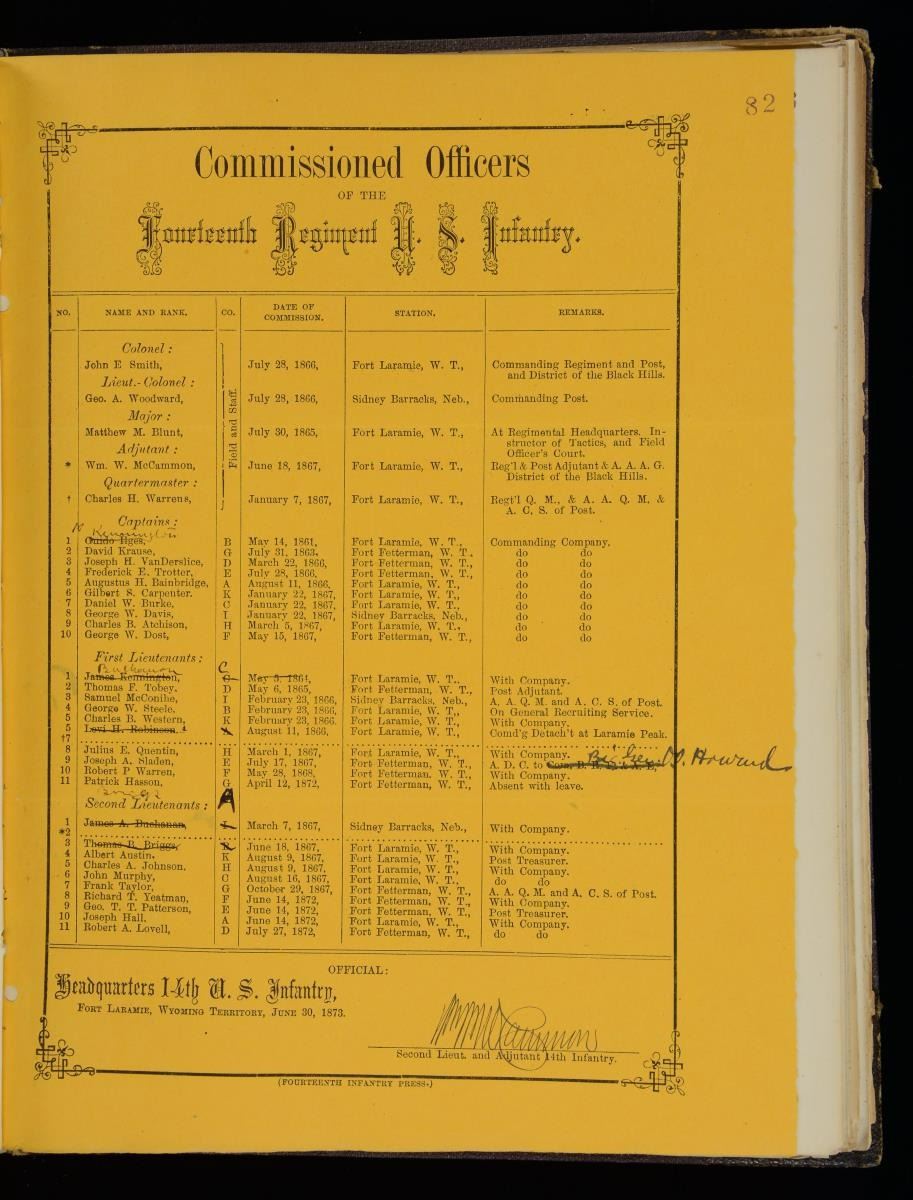 82
Commissioned Officers
OF THE
Fourteenth Regiment U. S. Infantry.
NO. NAME AND RANK. CO. DATE OF COMMISSION. STATION. REMARKS.
Field and Staff.
Colonel :
John E Smith, July 28, 1866, Fort Laramie, W. T., Commanding Regiment and Post,
and District of the Black Hills.
Lieut.-Colonel :
Geo. A. Woodward, July 28, 1866, Sidney Barracks, Neb., Commanding Post.
Major :
Matthew M. Blunt, July 30, 1865, Fort Laramie, W. T., At Regimental Headquarters. In-
structor of Tactics, and Field
Officer's Court.
Adjutant :
* Wm. W. McCammon, June 18, 1867, Fort Laramie, W. T., Reg'l & Post Adjutant & A. A. A. G.
District of the Black Hills.
Quartermaster :
† Charles H. Warrens, January 7, 1867, Fort Laramie, W. T., Regt'l Q. M., & A. A. Q. M, &
A. C. S. of Post.
Captains :
Kennington
1 Guido Ilges, B May 14, 1861, Fort Laramie, W. T., Commanding Company.
2 David Krause, G July 31, 1863, Fort Fetterman, W. T., do do
3 Joseph H. VanDerslice, D March 22, 1866, Fort Fetterman, W. T., do do
4 Frederick E. Trotter, E July 28, 1866, Fort Fetterman, W. T., do do
5 Augustus H. Bainbridge, A August 11, 1866, Fort Laramie, W. T., do do
6 Gilbert S. Carpenter. K January 22, 1867, Fort Laramie, W. T., do do
7 Daniel W. Burke, C January 22, 1867, Fort Laramie, W. T., do do
8 George W. Davis, I January 22, 1867, Sidney Barracks, Neb., do do
9 Charles B. Atchison, H March 5, 1867, Fort Laramie, W. T., do do
10 George W. Dost, F May 15, 1867, Fort Fetterman, W. T., do do
First Lieutenants :
Buchanan C
1 James Kennington, C May 5, 1864, Fort Laramie, W. T., With Company.
2 Thomas F. Tobey, D May 6, 1865, Fort Fetterman, W. T., Post Adjutant.
3 Samuel McConihe, I February 23, 1866, Sidney Barracks, Neb., A. A. Q. M. and A. C. S. of Post.
4 George W. Steele, B February 23, 1866, Fort Laramie, W. T., On General Recruiting Service.
5 Charles B. Western, K February 23, 1866. Fort Laramie, W. T., With Company.
5 Levi H. Robinson A August 11, 1866, Fort Laramie, W. T., Comd'g Detach't at Laramie Peak.
†7
8 Julius E. Quentin, H March 1, 1867, Fort Laramie, W. T., With Company.
9 Joseph A. Sladen, E July 17, 1867, Fort Fetterman, W. T., A. D. C. to Brig Gen O. O. Howard
10 Robert P Warren, F May 28, 1868, Fort Fetterman, W. T., With Company.
11 Patrick Hasson, G April 12, 1872, Fort Fetterman, W. T., Absent with leave.
Briggs A
Second Lieutenants :
1 James A. Buchanan, I March 7, 1867, Sidney Barracks, Neb., With Company.
*2
3 Thomas B. Briggs, June 18, 1867, Fort Laramie, W. T., With Company.
4 Albert Austin. K August 9, 1867, Fort Laramie, W. T., Post Treasurer.
5 Charles A. Johnson. H August 9, 1867, Fort Laramie, W. T., With Company.
6 John Murphy, C August 16, 1867, Fort Laramie, W. T., do do
7 Frank Taylor, G October 29, 1867, Fort Fetterman, W. T., A. A. Q. M. and A. C. S. of Post.
8 Richard T. Yeatman, F June 14, 1872, Fort Fetterman, W. T., With Company.
9 Geo. T. T. Patterson, E June 14, 1872, Fort Fetterman, W. T., Post Treasurer.
10 Joseph Hall, A June 14, 1872, Fort Laramie, W. T., With Company.
11 Robert A. Lovell, D July 27, 1872, Fort Fetterman, W. T., do do
OFFICIAL:
Headquarters 14th U. S. Infantry,
FORT LARAMIE, WYOMING TERRITORY, JUNE 30, 1873.
Wm W McCammon
Second Lieut. and Adjutant 14th Infantry.
(FOURTEENTH INFANTRY PRESS.)